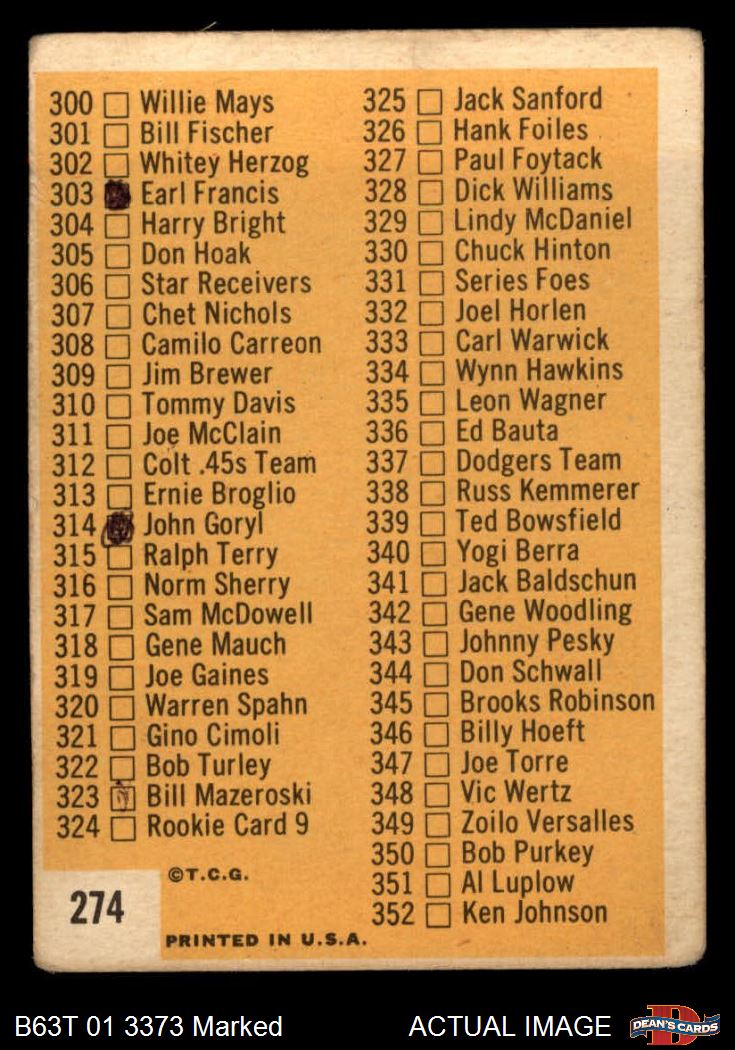 300 Willie Mays
301 Bill Fischer
302 Whitey Herzog
303 Earl Francis
304 Harry Bright
305 Don Hoak
306 Star Receivers
307 Chet Nichols
308 Camilo Carreon
309 Jim Brewer
310 Tommy Davis
311 Joe McClain
312 Colt .45s Team
313 Ernie Broglio
314 John Goryl
315 Ralph Terry
316 Norm Sherry
317 Sam McDowell
318 Gene Mauch
319 Joe Gaines
320 Warren Spahn
321 Gino Cimoli
322 Bob Turley
323 Bill Mazeroski
324 Rookie Card 9
325 Jack Sanford
326 Hank Foiles
327 Paul Foytack
328 Dick Williams
329 Lindy McDaniel
330 Chuck Hinton
331 Series Foes
332 Joel Horlen
333 Carl Warwick
334 Wynn Hawkins
335 Leon Wagner
336 Ed Bauta
337 Dodgers Team
338 Russ Kemmerer
339 Ted Bowsfield
340 Yogi Berra
341 Jack Baldschun
342 Gene Woodling
343 Johnny Pesky
344 Don Schwall
345 Brooks Robinson
346 Billy Hoeft
347 Joe Torre
348 Vic Wertz
349 Zoilo Versalles
350 Bob Purkey
351 Al Luplow
352 Ken Johnson
©T.C.G.
274
PRINTED IN U.S.A.
B63T 01 3373 Marked
ACTUAL IMAGE
D
DEAN'S CARDS